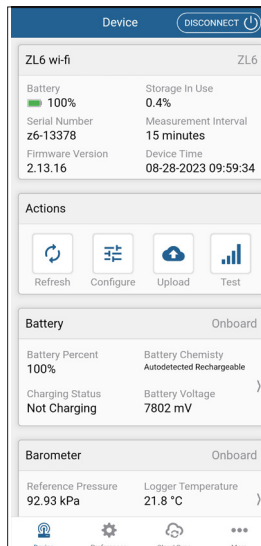 Device
DISCONNECT
ZL6 wi-fi ZL6
Battery Storage In Use
100% 0.4%
Serial Number Measurement Interval
z6-13378 15 minutes
Firmware Version Device Time
2.13.16 08-28-2023 09:59:34
Actions
Refresh Configure Upload Test
Battery Onboard
Battery Percent Battery Chemisty
100% Autodetected Rechargeable
Charging Status Battery Voltage
Not Charging 7802 mV
Barometer Onboard
Reference Pressure Logger Temperature
92.93 kPa 21.8 °C